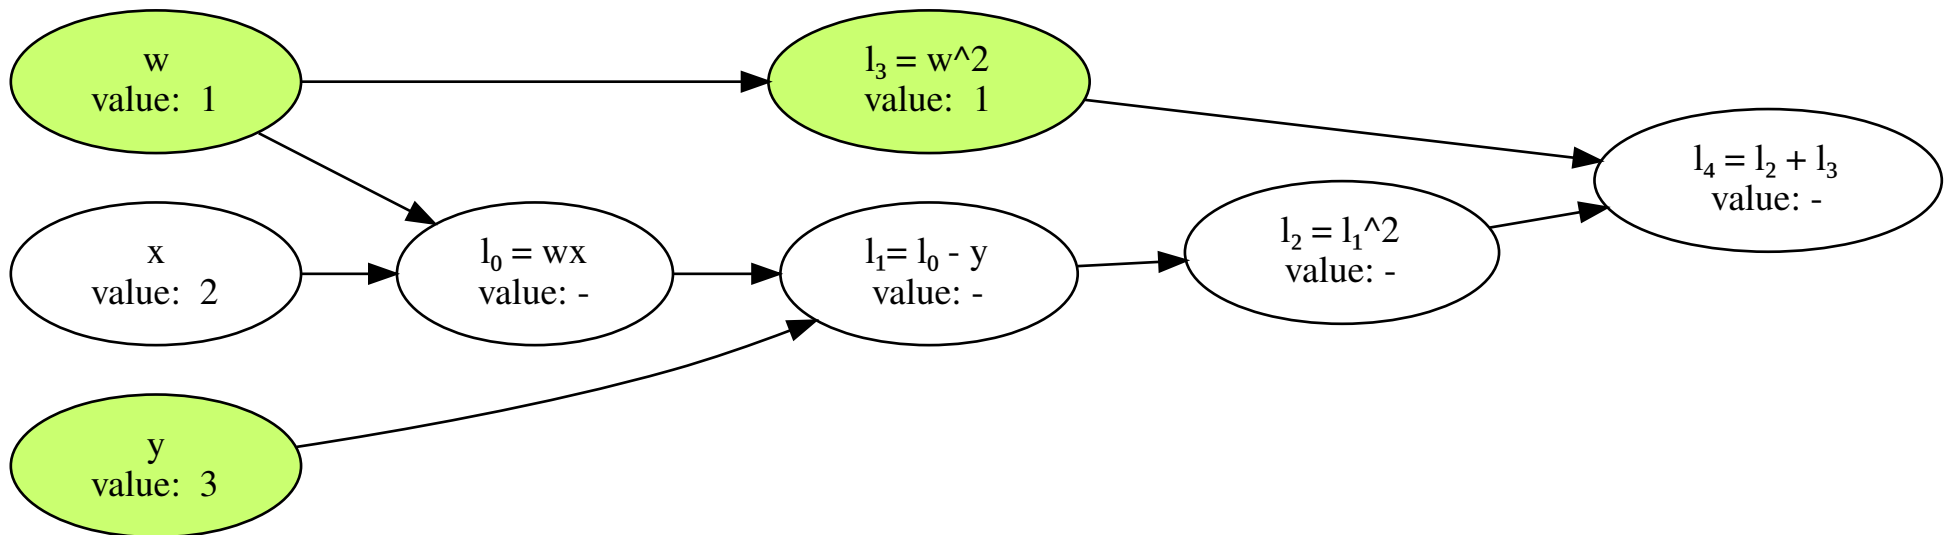 w
value:  1
l₃ = w^2
value:  1
l₄ = l₂ + l₃
value: -
x
value:  2
l₀ = wx
value: -
l₁= l₀ - y
value: -
l₂ = l₁^2
value: -
y
value:  3